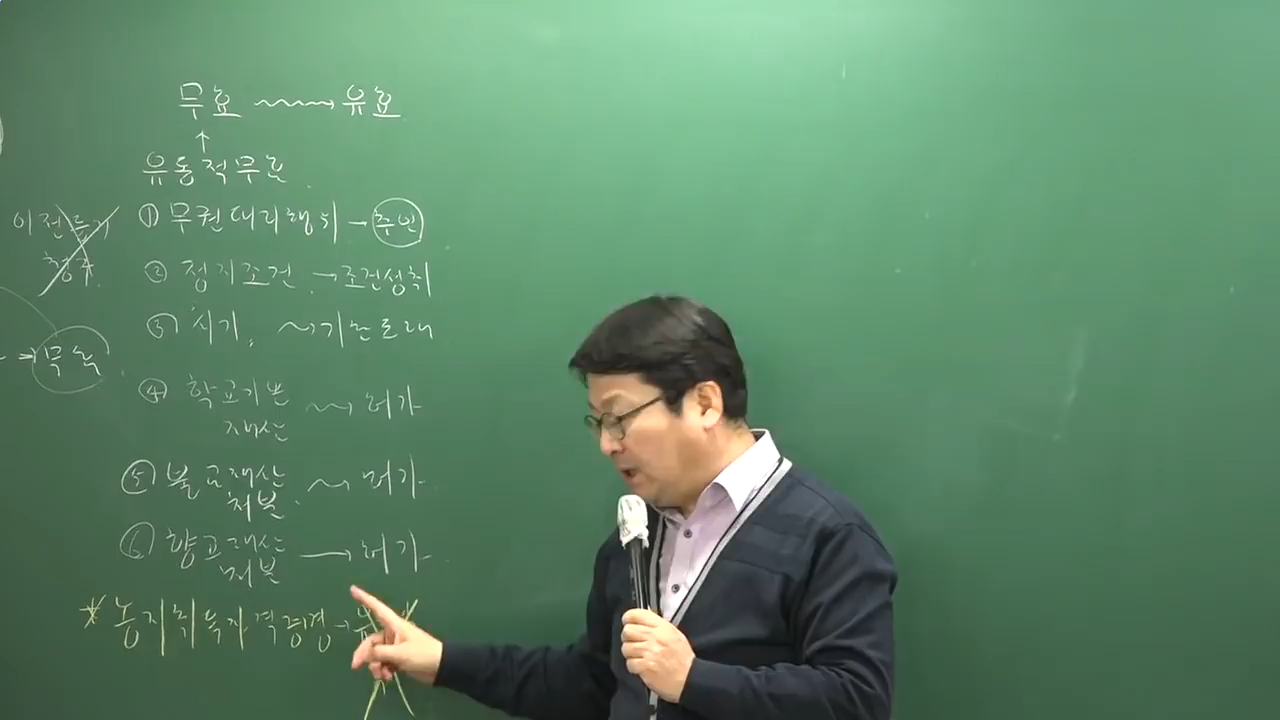 무효 → 유효
↑
유동적무효
① 무권대리행위 → 추인
② 정지조건 → 조건성취
③ 시기 → 기한도래
④ 학교기본 → 허가
재산
⑤ 불교재산 → 허가
처분
⑥ 향교재산 → 허가
처분
* 농지취득자격증명 →
이전등기
청구
→ 무효